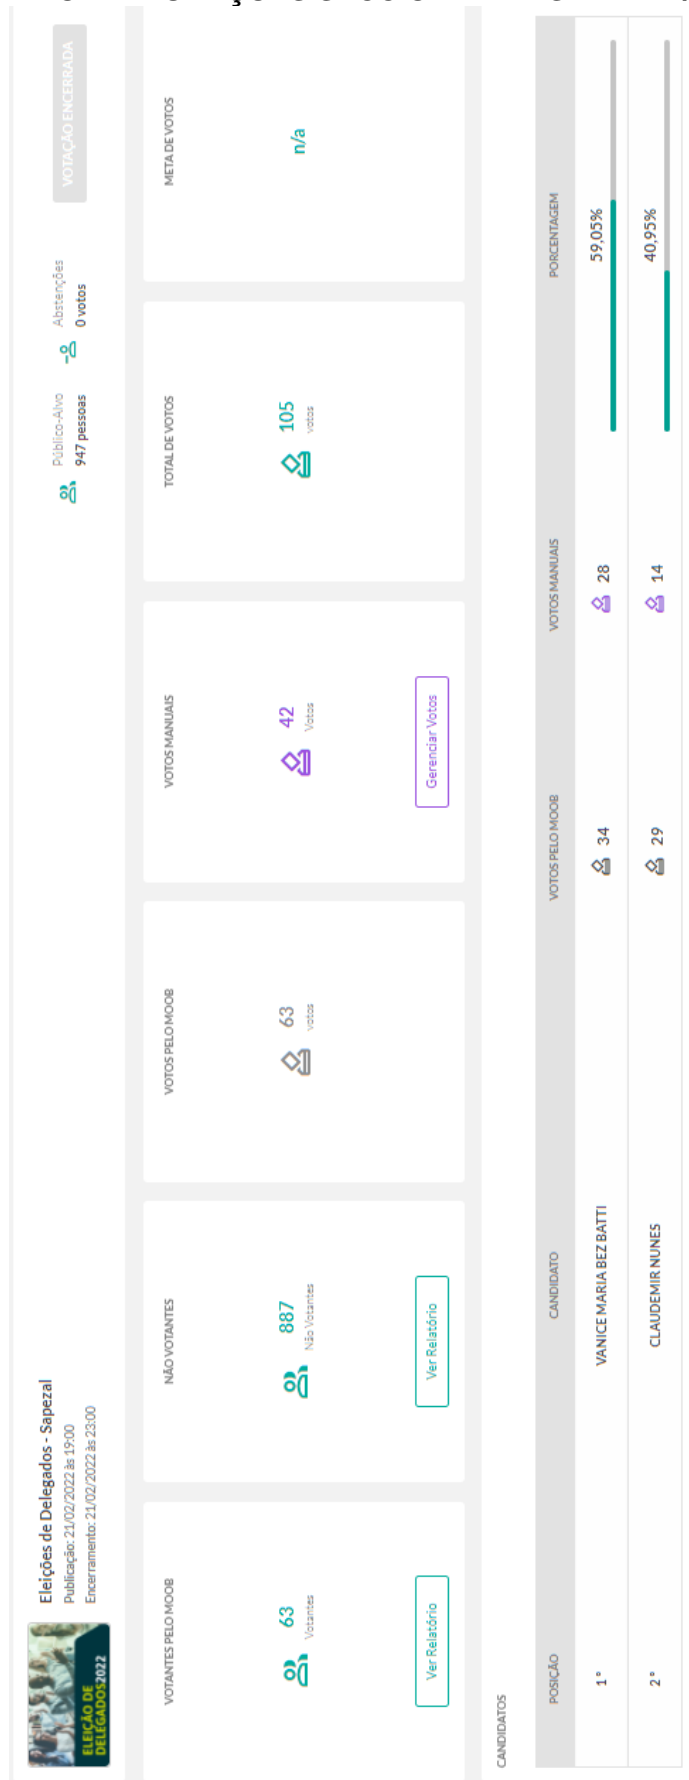 ELEIÇÃO DE
DELEGADOS2022
Eleições de Delegados - Sapezal
Publicação: 21/02/2022 às 19:00
Encerramento: 21/02/2022 às 23:00
Público-Alvo
947 pessoas
Abstenções
0 votos
VOTAÇÃO ENCERRADA
VOTANTES PELO MOOB
63
Votantes
Ver Relatório
NÃO VOTANTES
887
Não Votantes
Ver Relatório
VOTOS PELO MOOB
63
votos
VOTOS MANUAIS
42
Votos
Gerenciar Votos
TOTAL DE VOTOS
105
votos
META DE VOTOS
n/a
CANDIDATOS
POSIÇÃO CANDIDATO VOTOS PELO MOOB VOTOS MANUAIS PORCENTAGEM
1° VANICE MARIA BEZ BATTI 34 28 59,05%
2° CLAUDEMIR NUNES 29 14 40,95%